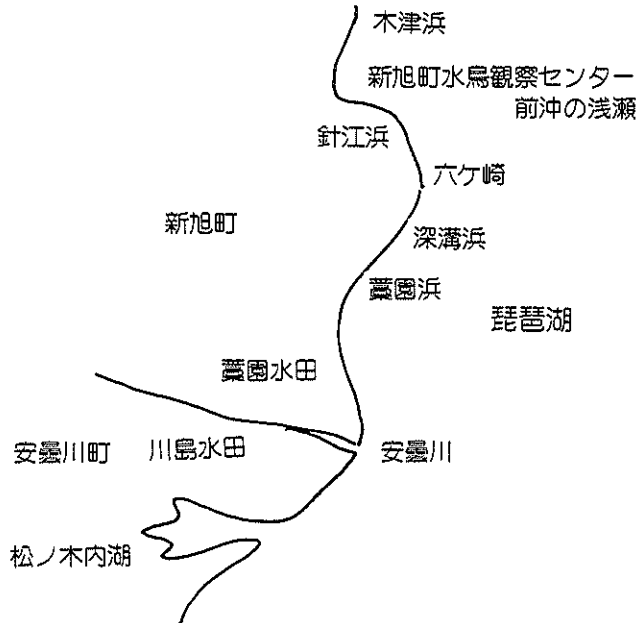 木津浜
新旭町水鳥観察センター
前沖の浅瀬
針江浜
六ケ崎
新旭町
深溝浜
藁園浜
琵琶湖
藁園水田
安曇川町
川島水田
安曇川
松ノ木内湖